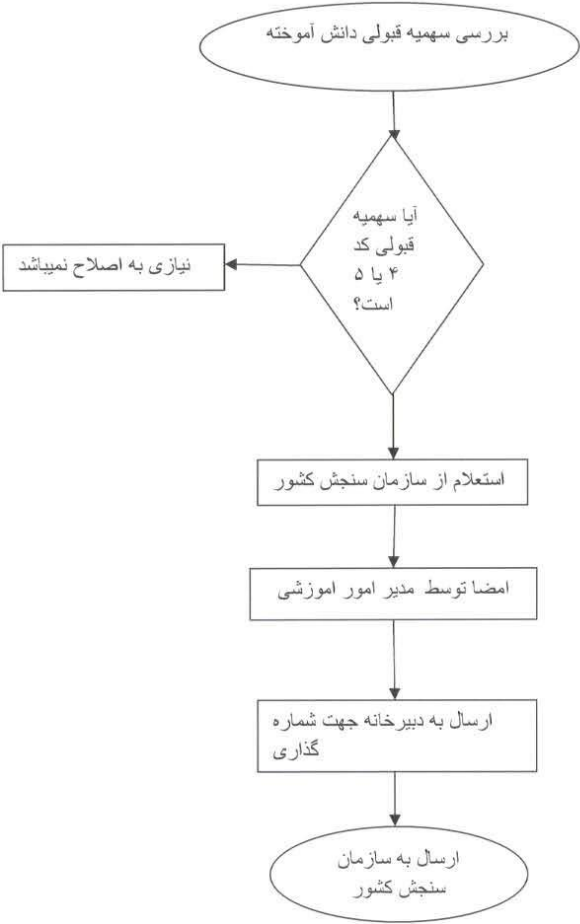 بررسی سهمیه قبولی دانش آموخته
آیا سهمیه
قبولی کد
۴ یا ۵
است؟
نیازی به اصلاح نمیباشد
استعلام از سازمان سنجش کشور
امضا توسط مدیر امور اموزشی
ارسال به دبیرخانه جهت شماره
گذاری
ارسال به سازمان
سنجش کشور